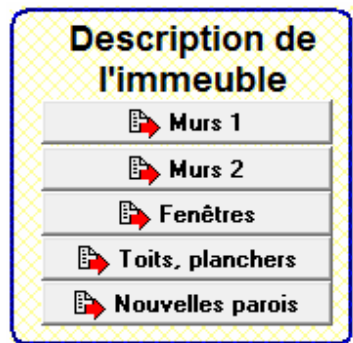 Description de
l'immeuble
Murs 1
Murs 2
Fenêtres
Toits, planchers
Nouvelles parois